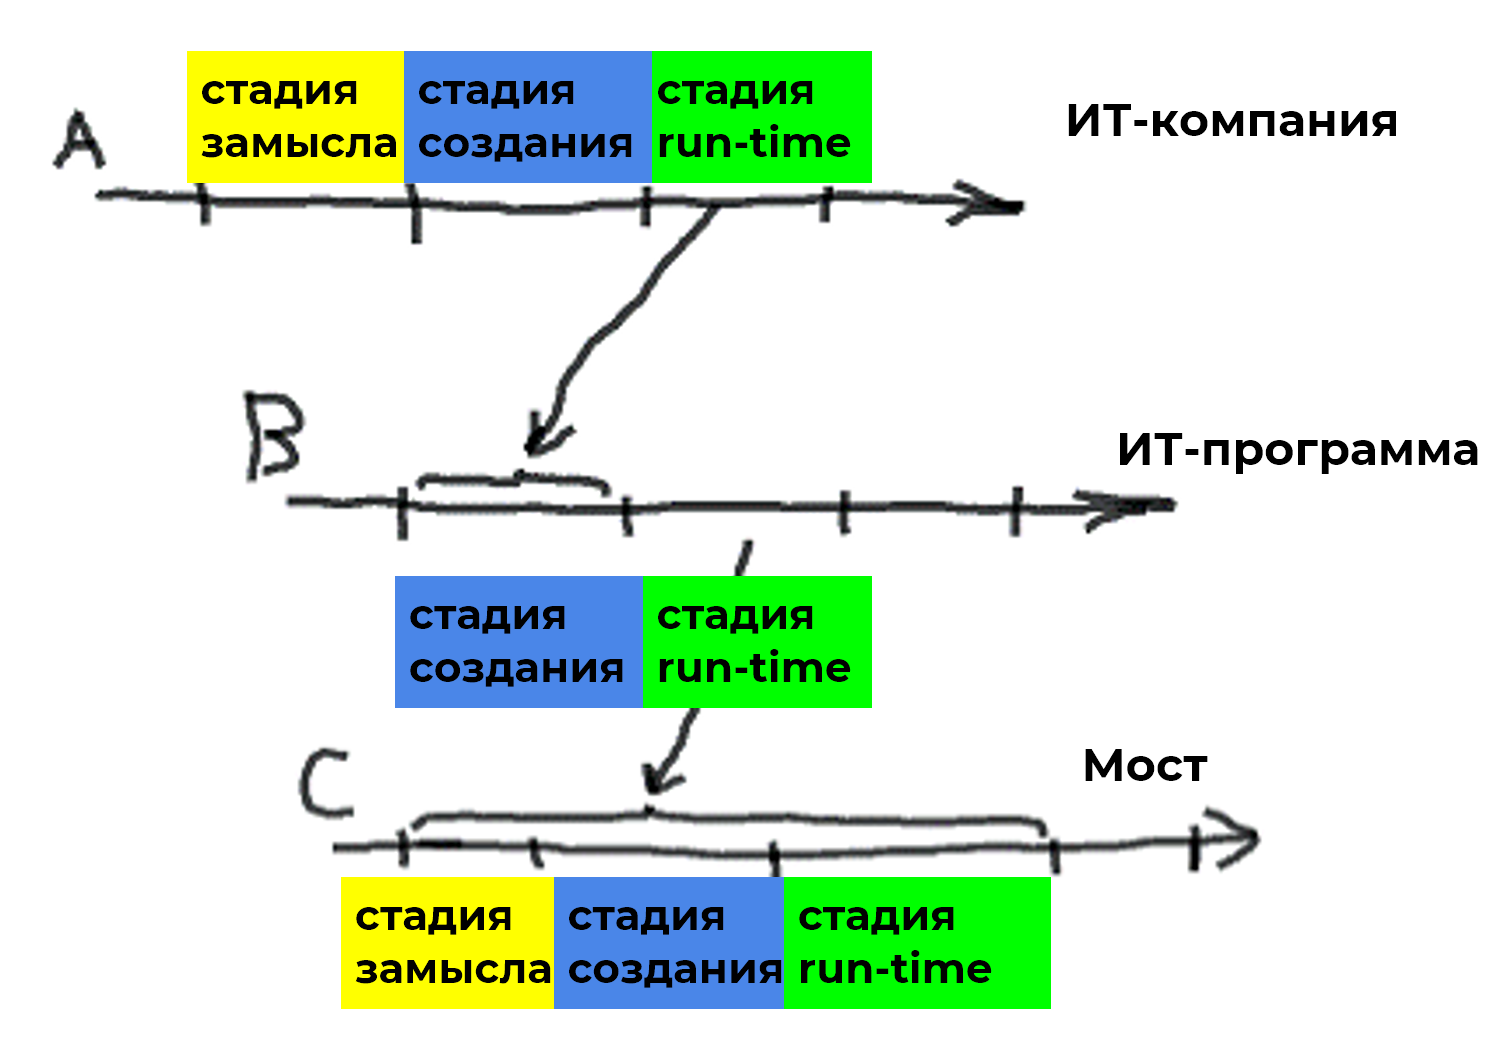 A
стадия
замысла
стадия
создания
стадия
run-time
ИТ-компания
B
ИТ-программа
стадия
создания
стадия
run-time
C
Мост
стадия
замысла
стадия
создания
стадия
run-time